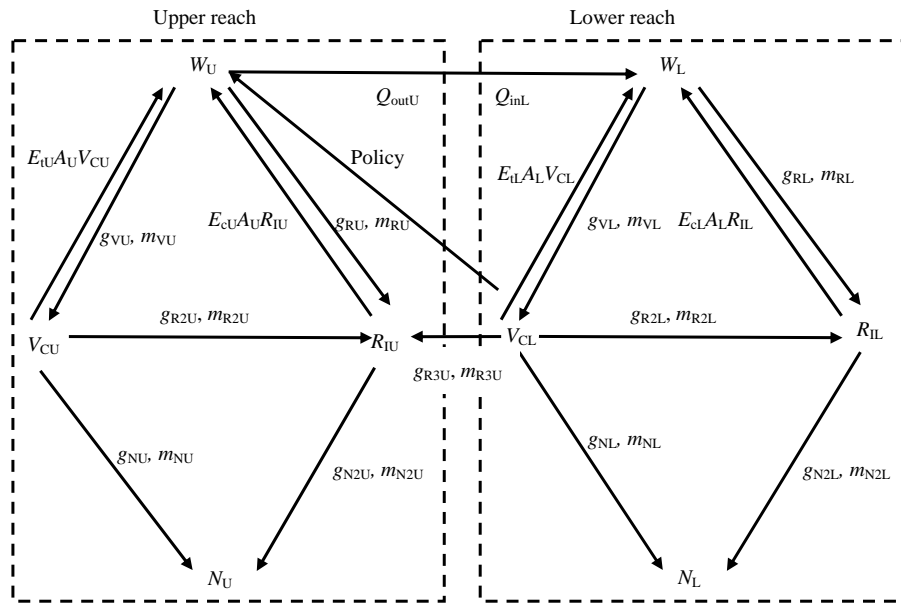 Upper reach
Lower reach
W_U
W_L
Q_outU
Q_inL
E_tU A_U V_CU
Policy
E_tL A_L V_CL
g_RL, m_RL
E_cU A_U R_IU
g_RU, m_RU
g_VL, m_VL
E_cL A_L R_IL
g_VU, m_VU
g_R2U, m_R2U
g_R2L, m_R2L
V_CU
R_IU
V_CL
R_IL
g_R3U, m_R3U
g_NU, m_NU
g_N2U, m_N2U
g_NL, m_NL
g_N2L, m_N2L
N_U
N_L